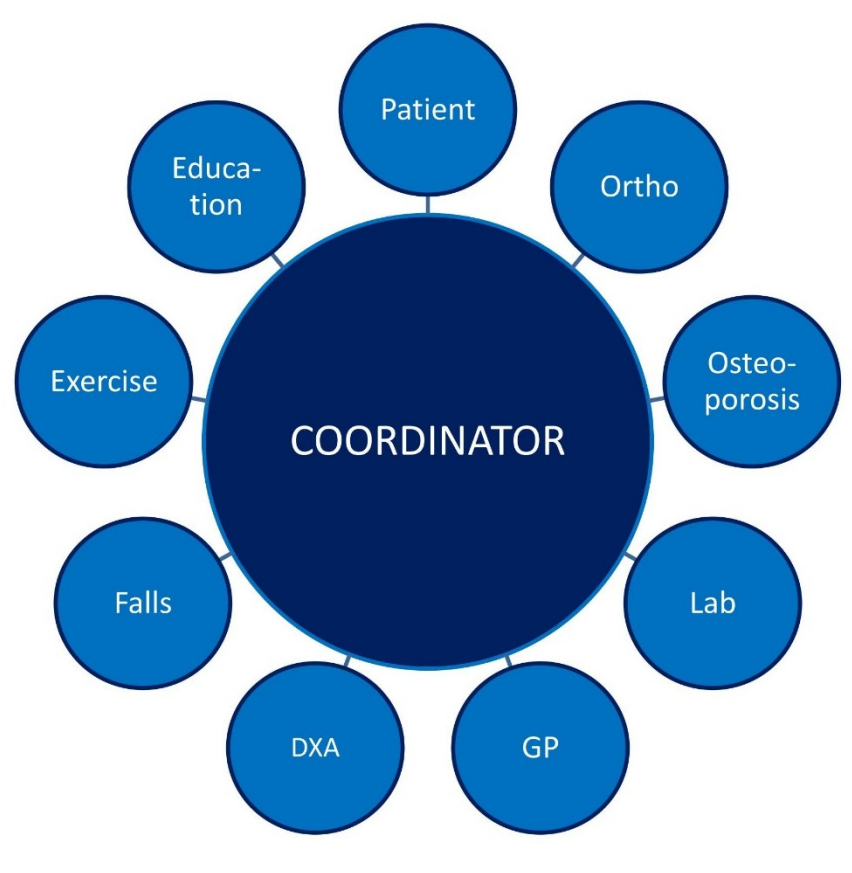 Patient
Ortho
Osteo-
porosis
Lab
GP
DXA
Falls
Exercise
Educa-
tion
COORDINATOR